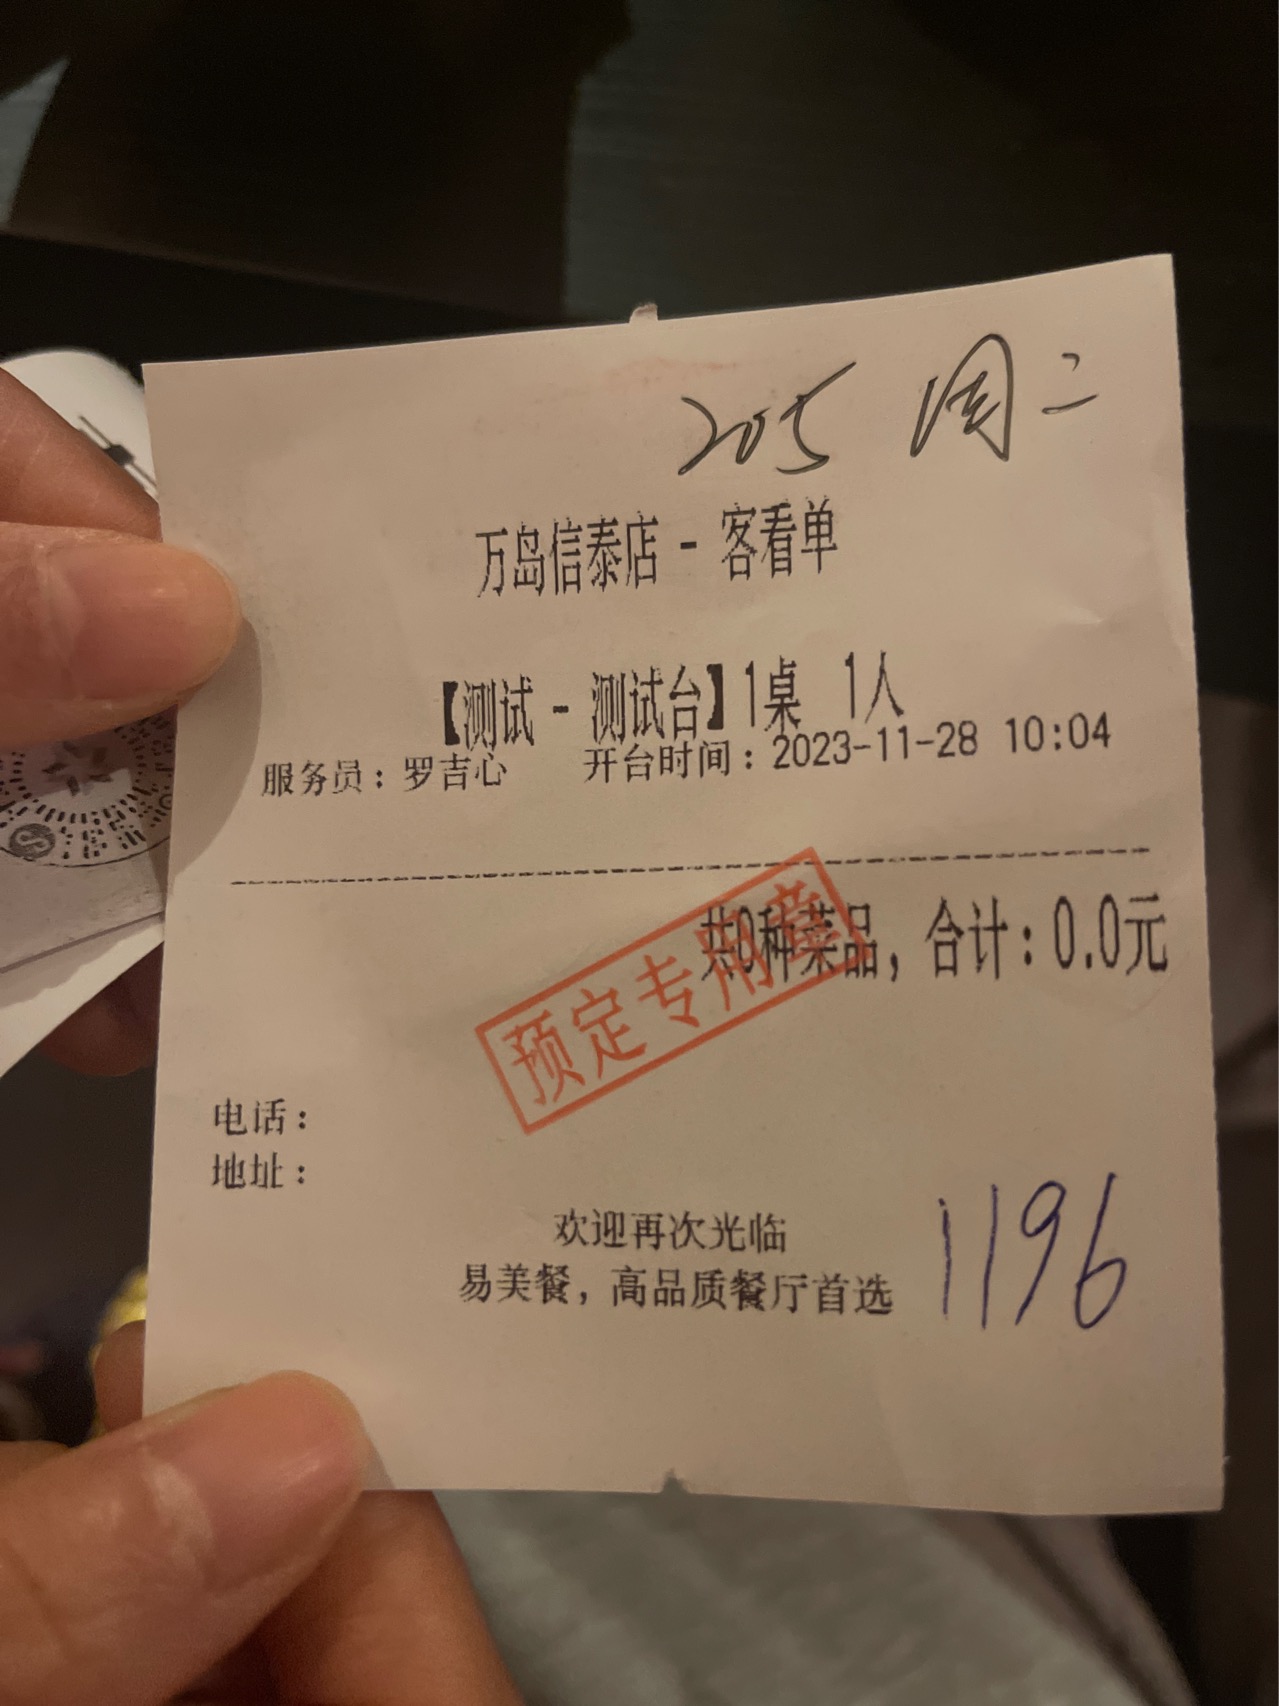 205 周二
万岛信泰店 - 客看单
【测试 - 测试台】1桌 1人
服务员：罗吉心 开台时间：2023-11-28 10:04
共0种菜品，合计：0.0元
预定专用章
电话：
地址：
欢迎再次光临
易美餐，高品质餐厅首选
1196